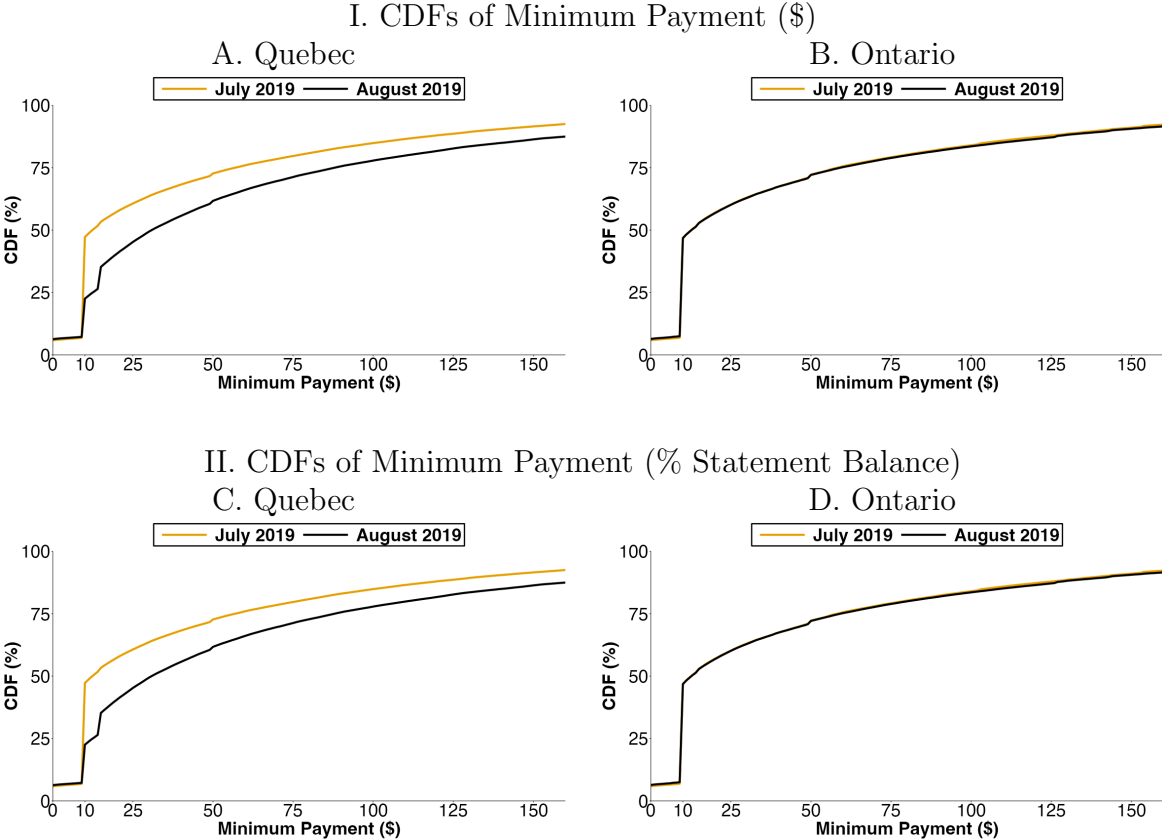 I. CDFs of Minimum Payment ($)
A. Quebec
July 2019 August 2019
CDF (%)
100
75
50
25
0
0 10 25 50 75 100 125 150
Minimum Payment ($)
B. Ontario
July 2019 August 2019
CDF (%)
100
75
50
25
0
0 10 25 50 75 100 125 150
Minimum Payment ($)
II. CDFs of Minimum Payment (% Statement Balance)
C. Quebec
July 2019 August 2019
CDF (%)
100
75
50
25
0
0 10 25 50 75 100 125 150
Minimum Payment ($)
D. Ontario
July 2019 August 2019
CDF (%)
100
75
50
25
0
0 10 25 50 75 100 125 150
Minimum Payment ($)